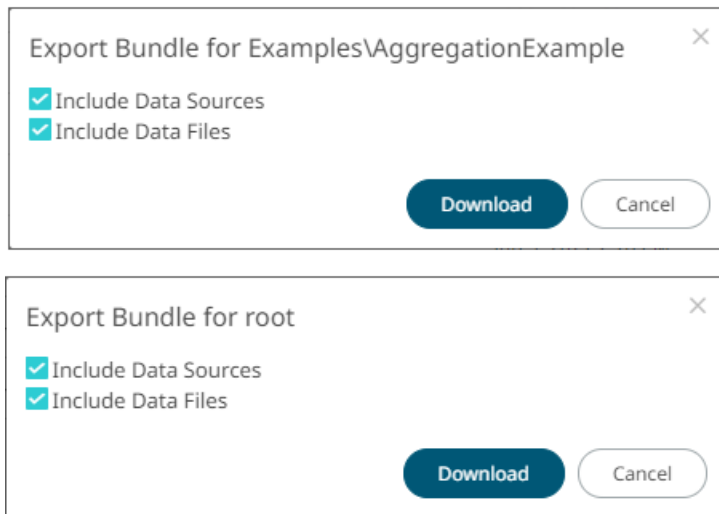 Export Bundle for Examples\AggregationExample
Include Data Sources
Include Data Files
Download Cancel
Export Bundle for root
Include Data Sources
Include Data Files
Download Cancel